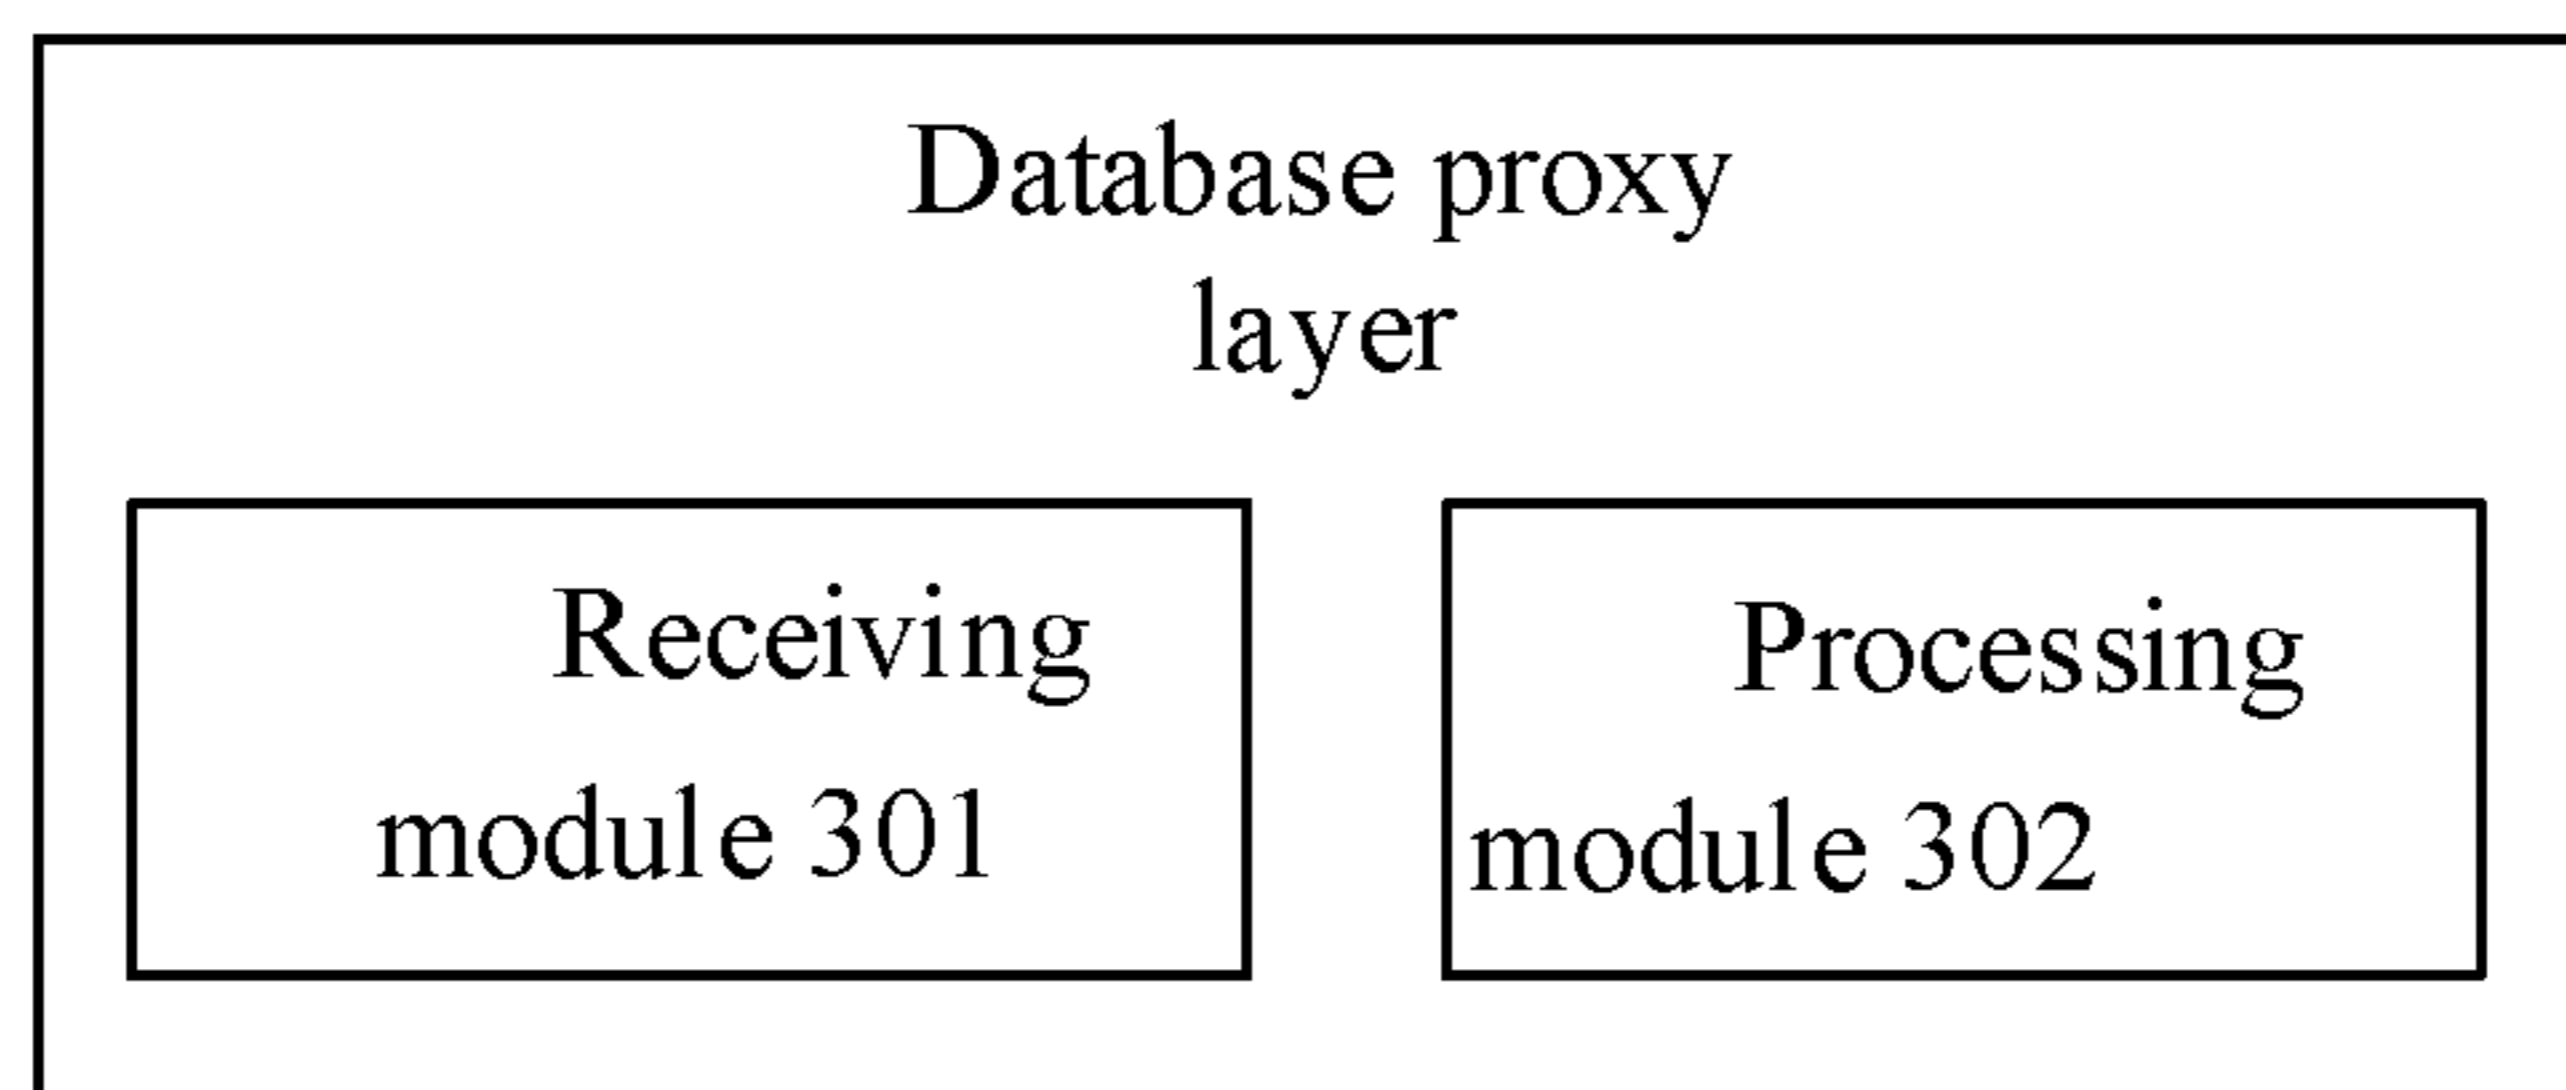 Database proxy
layer
Receiving
module 301
Processing
module 302